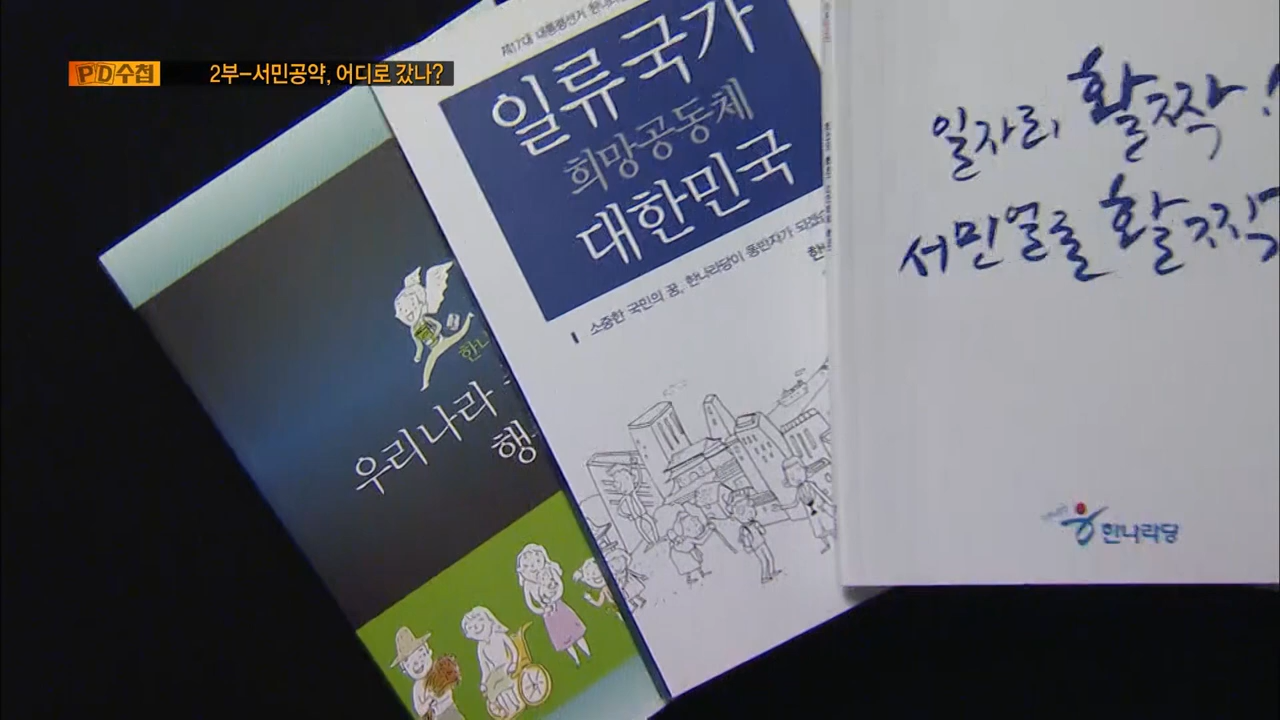 PD수첩
2부-서민공약, 어디로 갔나?
일류국가
희망공동체
대한민국
소중한 국민의 꿈, 한나라당이 동반자가 되겠
한나
우리나라
행
일자리 활짝!
서민얼굴 활짝
한나라당